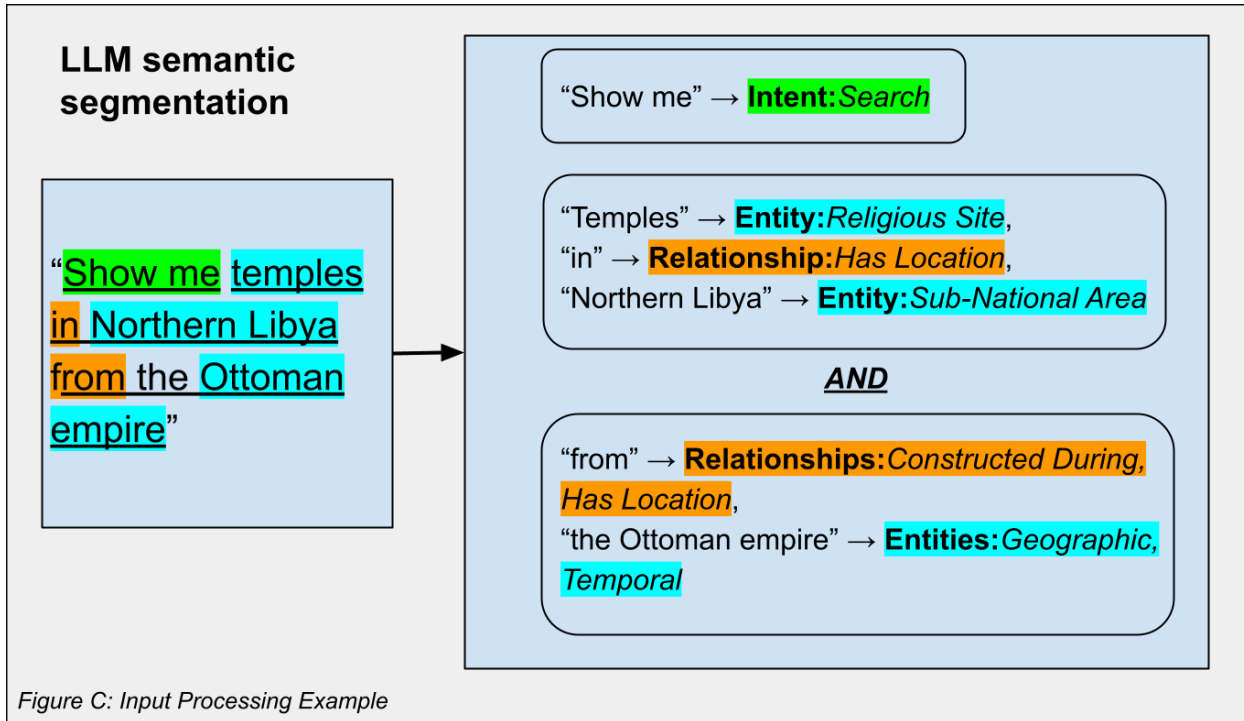 LLM semantic
segmentation
“Show me temples
in Northern Libya
from the Ottoman
empire”
“Show me” → Intent:Search
“Temples” → Entity:Religious Site,
“in” → Relationship:Has Location,
“Northern Libya” → Entity:Sub-National Area
AND
“from” → Relationships:Constructed During,
Has Location,
“the Ottoman empire” → Entities:Geographic,
Temporal
Figure C: Input Processing Example